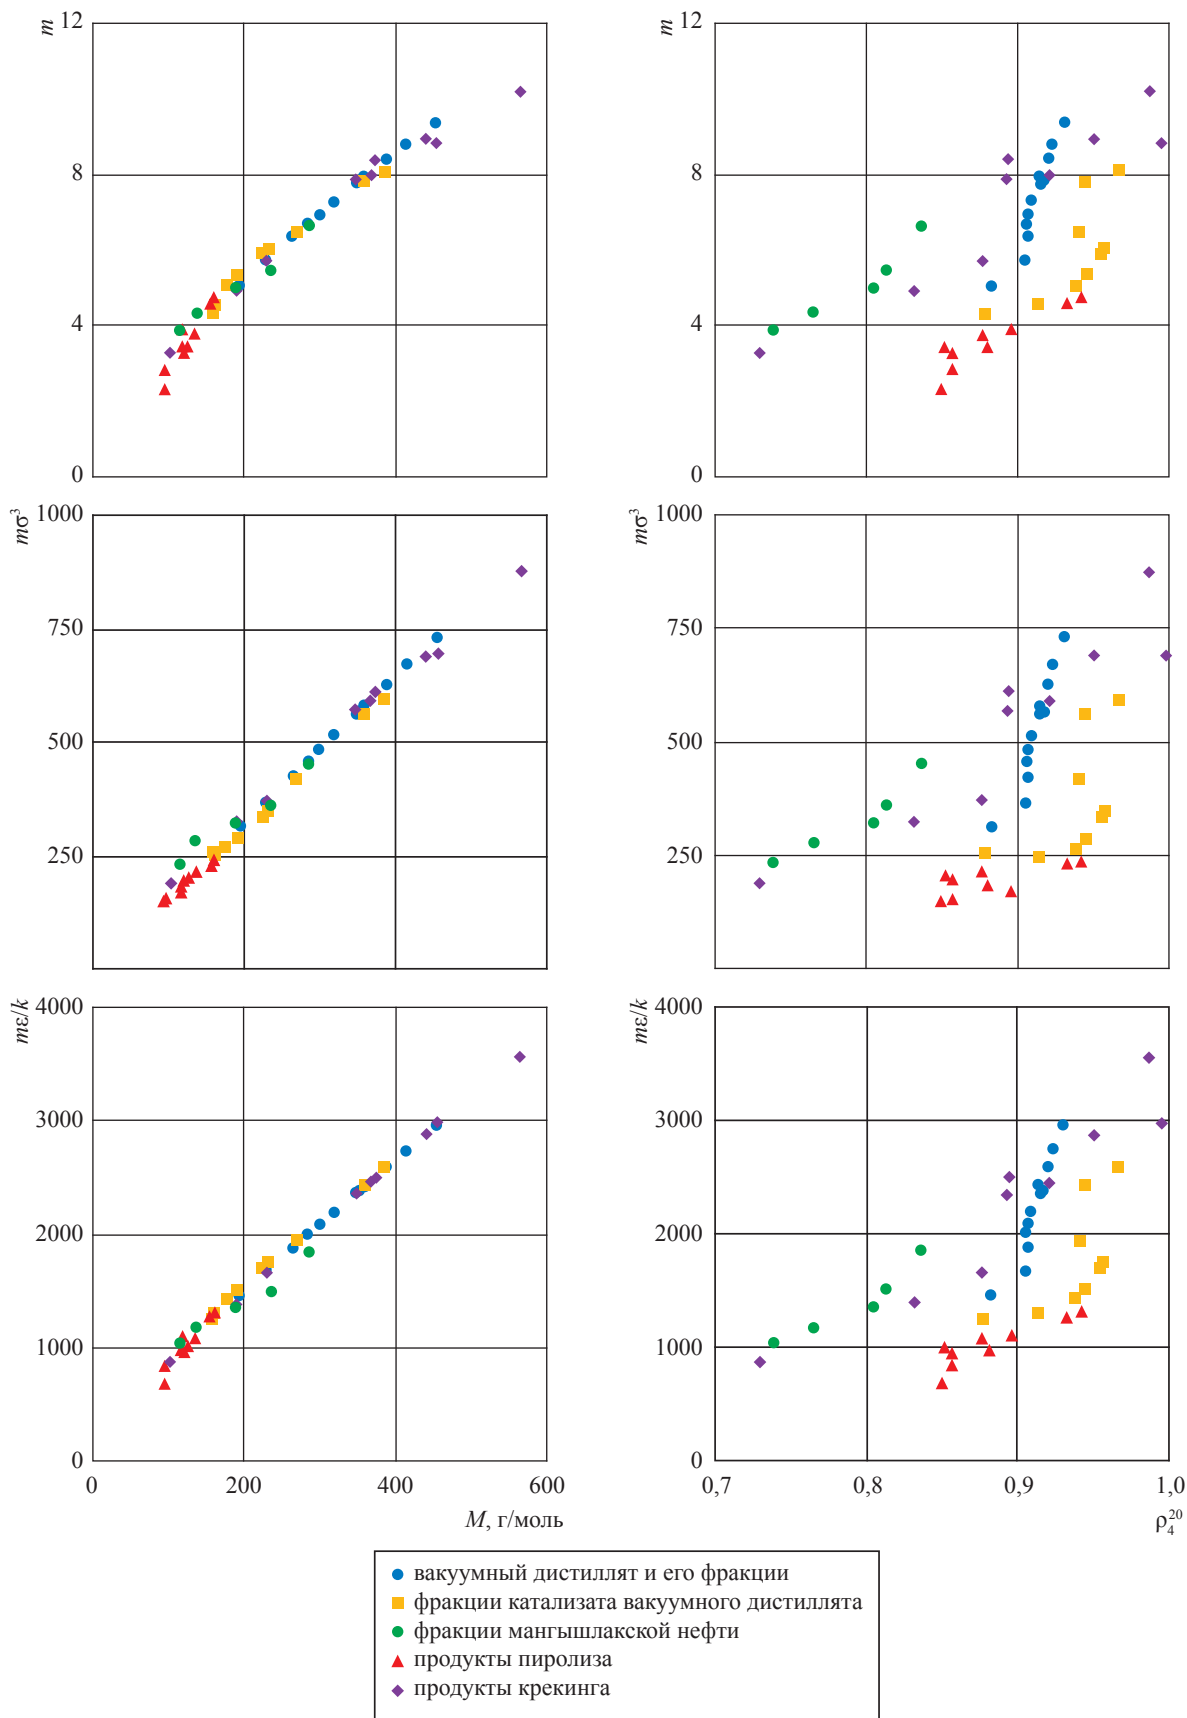 m
12
8
4
0
m
12
8
4
0
mσ³
1000
750
500
250
mσ³
1000
750
500
250
mε/k
4000
3000
2000
1000
0
0
200
400
600
M, г/моль
mε/k
4000
3000
2000
1000
0
0,7
0,8
0,9
1,0
ρ₄²⁰
вакуумный дистиллят и его фракции
фракции катализата вакуумного дистиллята
фракции мангышлакской нефти
продукты пиролиза
продукты крекинга